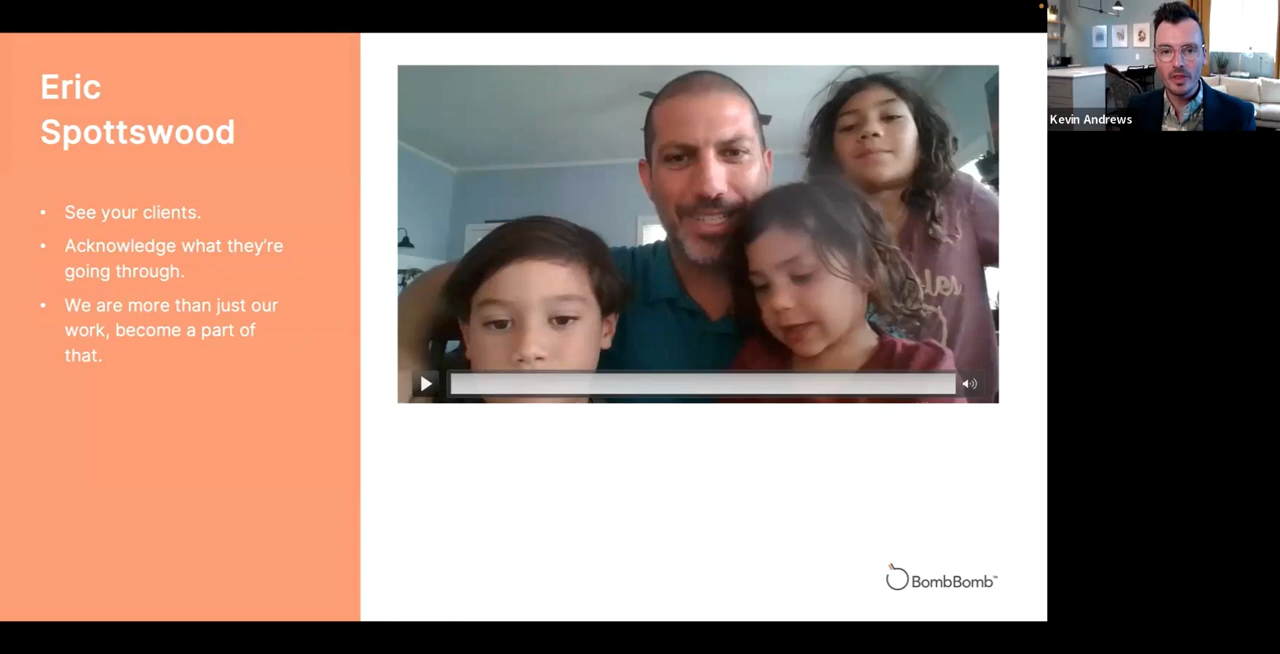 Eric
Spottswood
• See your clients.
• Acknowledge what they're
going through.
• We are more than just our
work, become a part of
that.
Kevin Andrews
BombBomb™